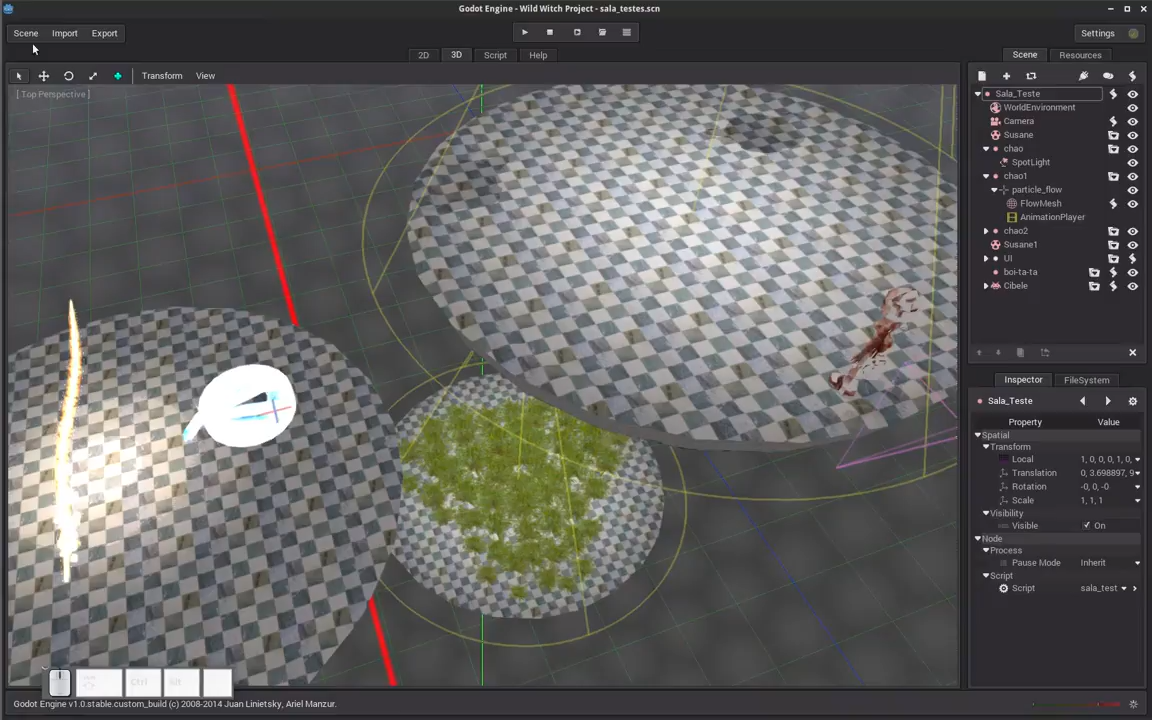 Godot Engine - Wild Witch Project - sala_testes.scn
Scene Import Export Settings
2D 3D Script Help Scene Resources
Transform View
[ Top Perspective ]
Sala_Teste
WorldEnvironment
Camera
Susane
chao
SpotLight
chao1
particle_flow
FlowMesh
AnimationPlayer
chao2
Susane1
UI
boi-ta-ta
Cibele
Inspector FileSystem
Sala_Teste
Property Value
Spatial
Transform
Local 1, 0, 0, 0, 1, 0,
Translation 0, 3.698897, 9
Rotation -0, 0, -0
Scale 1, 1, 1
Visibility
Visible On
Node
Process
Pause Mode Inherit
Script
Script sala_test
Ctrl Alt
Godot Engine v1.0.stable.custom_build (c) 2008-2014 Juan Linietsky, Ariel Manzur.